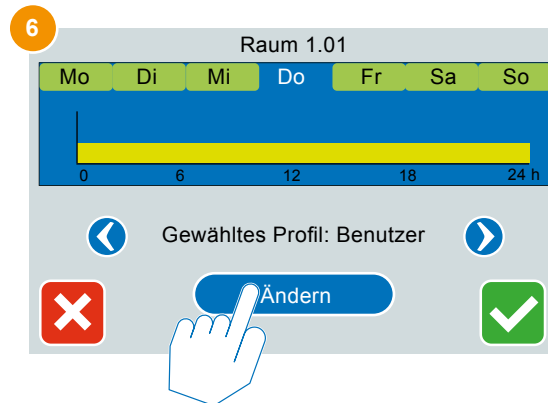 6
Raum 1.01
Mo Di Mi Do Fr Sa So
0 6 12 18 24 h
Gewähltes Profil: Benutzer
Ändern